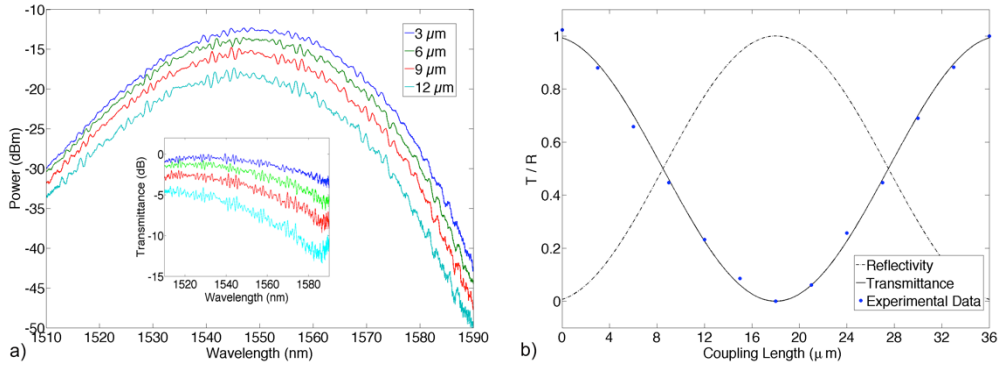 -10
-15
-20
-25
-30
-35
-40
-45
-50
Power (dBm)
3 μm
6 μm
9 μm
12 μm
0
-5
-10
-15
Transmittance (dB)
1520 1540 1560 1580
Wavelength (nm)
1510 1520 1530 1540 1550 1560 1570 1580 1590
Wavelength (nm)
a)
1
0.8
0.6
0.4
0.2
0
T / R
Reflectivity
Transmittance
Experimental Data
0 4 8 12 16 20 24 28 32 36
Coupling Length (μm)
b)